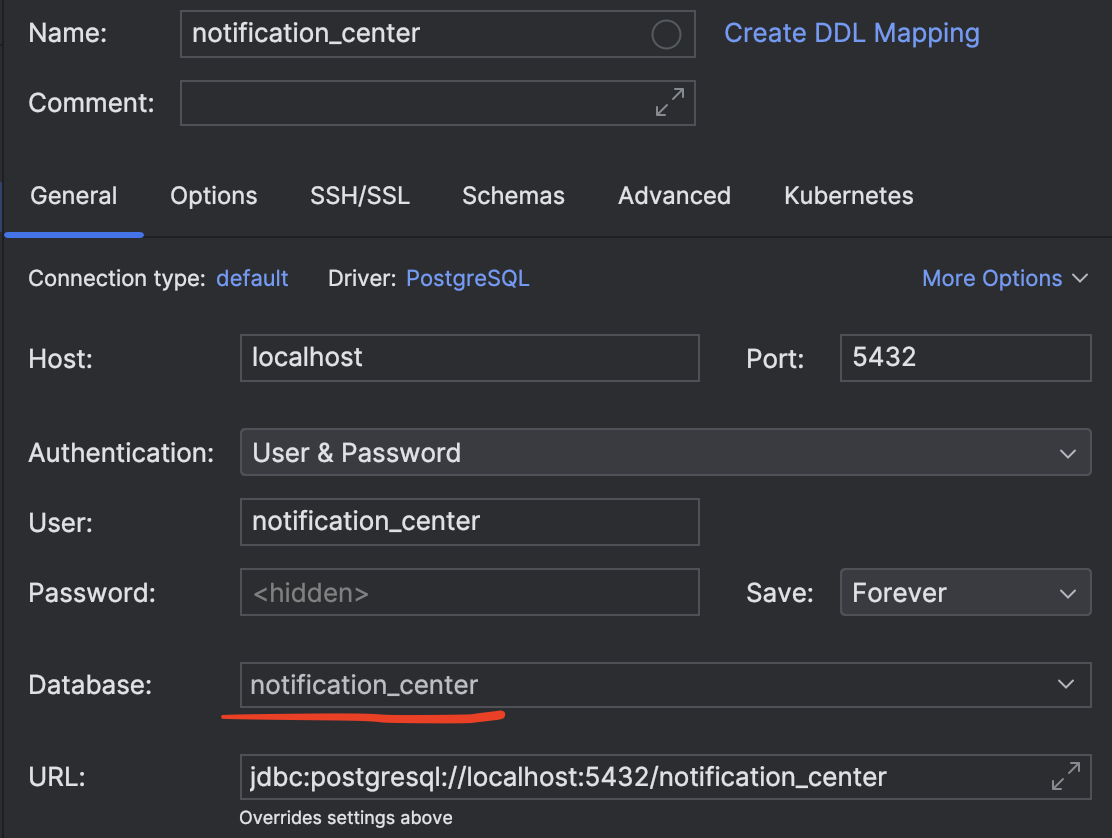 Name: notification_center Create DDL Mapping
Comment:
General Options SSH/SSL Schemas Advanced Kubernetes
Connection type: default Driver: PostgreSQL More Options
Host: localhost Port: 5432
Authentication: User & Password
User: notification_center
Password: <hidden> Save: Forever
Database: notification_center
URL: jdbc:postgresql://localhost:5432/notification_center
Overrides settings above